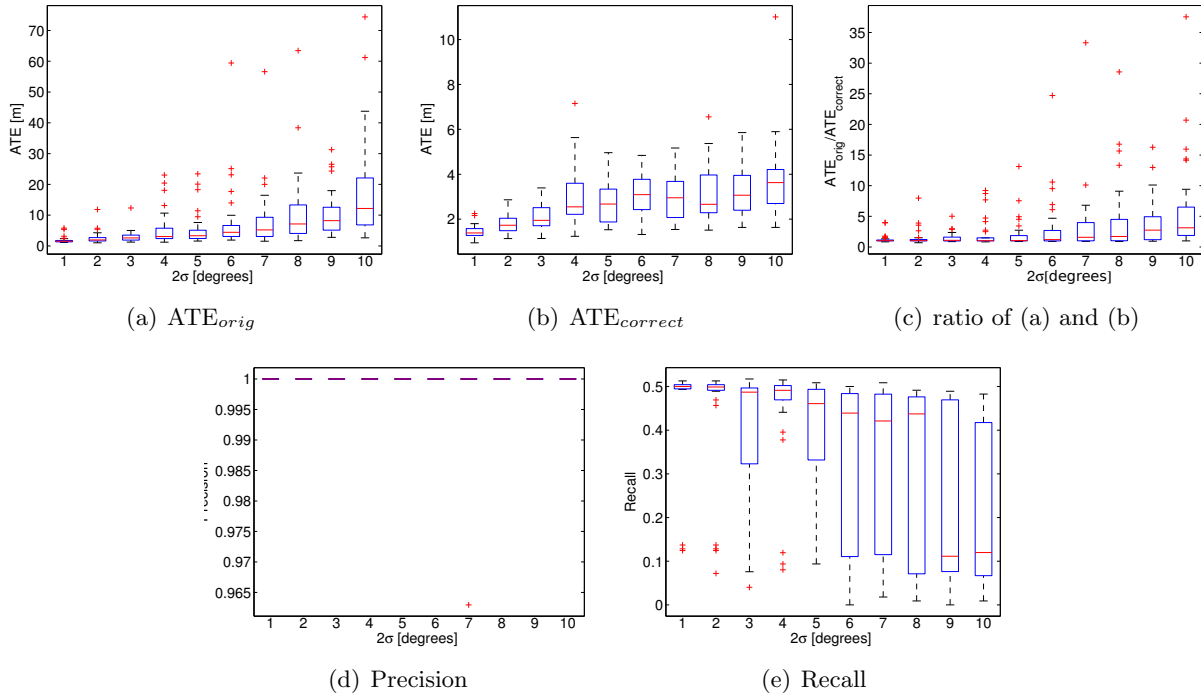 70
60
50
40
30
20
10
0
ATE [m]
1 2 3 4 5 6 7 8 9 10
2σ [degrees]
(a) ATE_orig
10
8
6
4
2
ATE [m]
1 2 3 4 5 6 7 8 9 10
2σ [degrees]
(b) ATE_correct
35
30
25
20
15
10
5
0
ATE_orig/ATE_correct
1 2 3 4 5 6 7 8 9 10
2σ[degrees]
(c) ratio of (a) and (b)
1
0.995
0.99
0.985
0.98
0.975
0.97
0.965
1 2 3 4 5 6 7 8 9 10
2σ [degrees]
(d) Precision
0.5
0.4
0.3
0.2
0.1
0
Recall
1 2 3 4 5 6 7 8 9 10
2σ [degrees]
(e) Recall